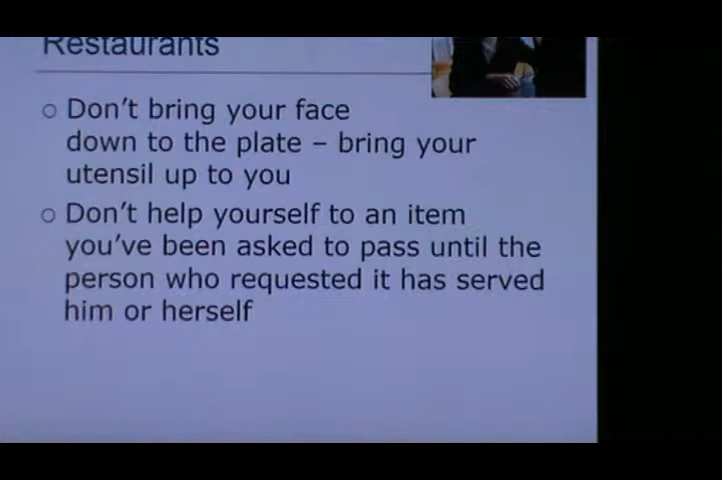 Restaurants
○ Don't bring your face
down to the plate – bring your
utensil up to you
○ Don't help yourself to an item
you've been asked to pass until the
person who requested it has served
him or herself